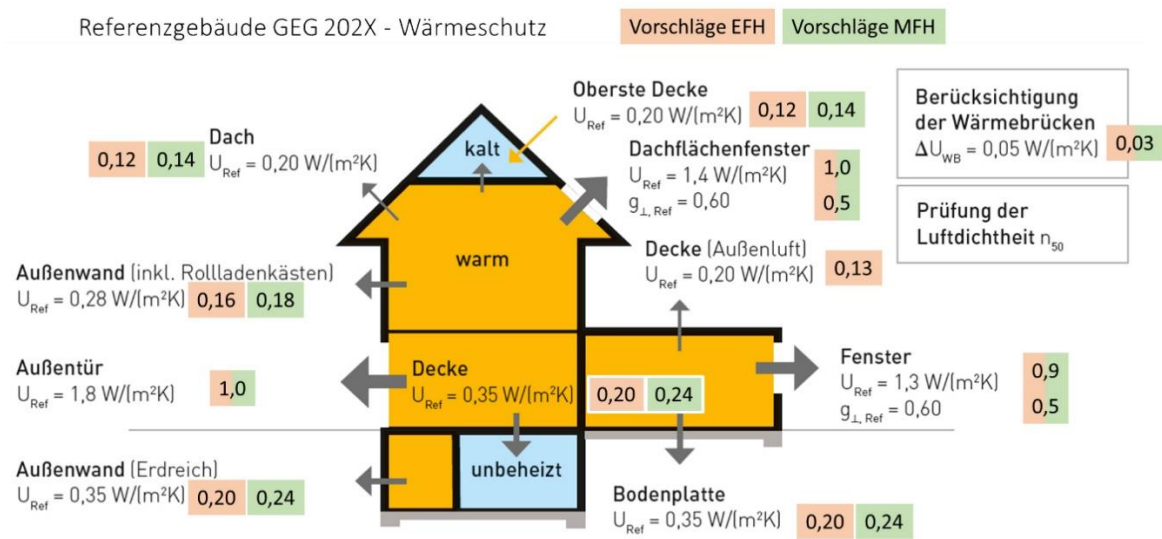 Referenzgebäude GEG 202X - Wärmeschutz
Vorschläge EFH
Vorschläge MFH
Oberste Decke
U_Ref = 0,20 W/(m²K)
0,12
0,14
Berücksichtigung
der Wärmebrücken
ΔU_WB = 0,05 W/(m²K)
0,03
Dach
0,12
0,14
U_Ref = 0,20 W/(m²K)
kalt
Dachflächenfenster
U_Ref = 1,4 W/(m²K)
g⊥, Ref = 0,60
1,0
0,5
Prüfung der
Luftdichtheit n₅₀
Decke (Außenluft)
U_Ref = 0,20 W/(m²K)
0,13
warm
Außenwand (inkl. Rollladenkästen)
U_Ref = 0,28 W/(m²K)
0,16
0,18
Außentür
U_Ref = 1,8 W/(m²K)
1,0
Decke
U_Ref = 0,35 W/(m²K)
0,20
0,24
Fenster
U_Ref = 1,3 W/(m²K)
g⊥, Ref = 0,60
0,9
0,5
Außenwand (Erdreich)
U_Ref = 0,35 W/(m²K)
0,20
0,24
unbeheizt
Bodenplatte
U_Ref = 0,35 W/(m²K)
0,20
0,24